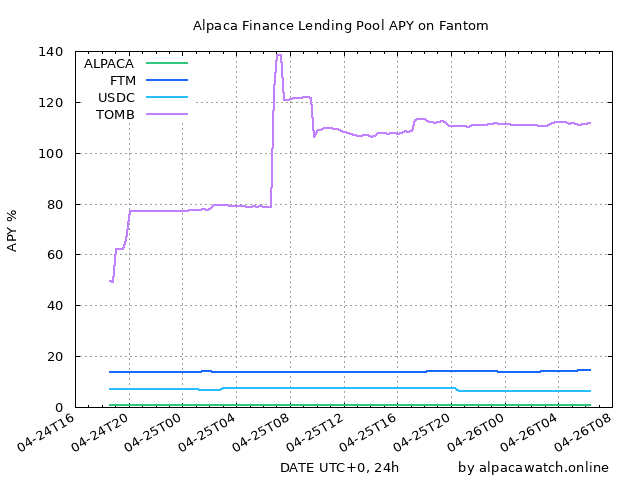 Alpaca Finance Lending Pool APY on Fantom
140
120
100
80
60
40
20
0
APY %
ALPACA
FTM
USDC
TOMB
04-24T16
04-24T20
04-25T00
04-25T04
04-25T08
04-25T12
04-25T16
04-25T20
04-26T00
04-26T04
04-26T08
DATE UTC+0, 24h
by alpacawatch.online